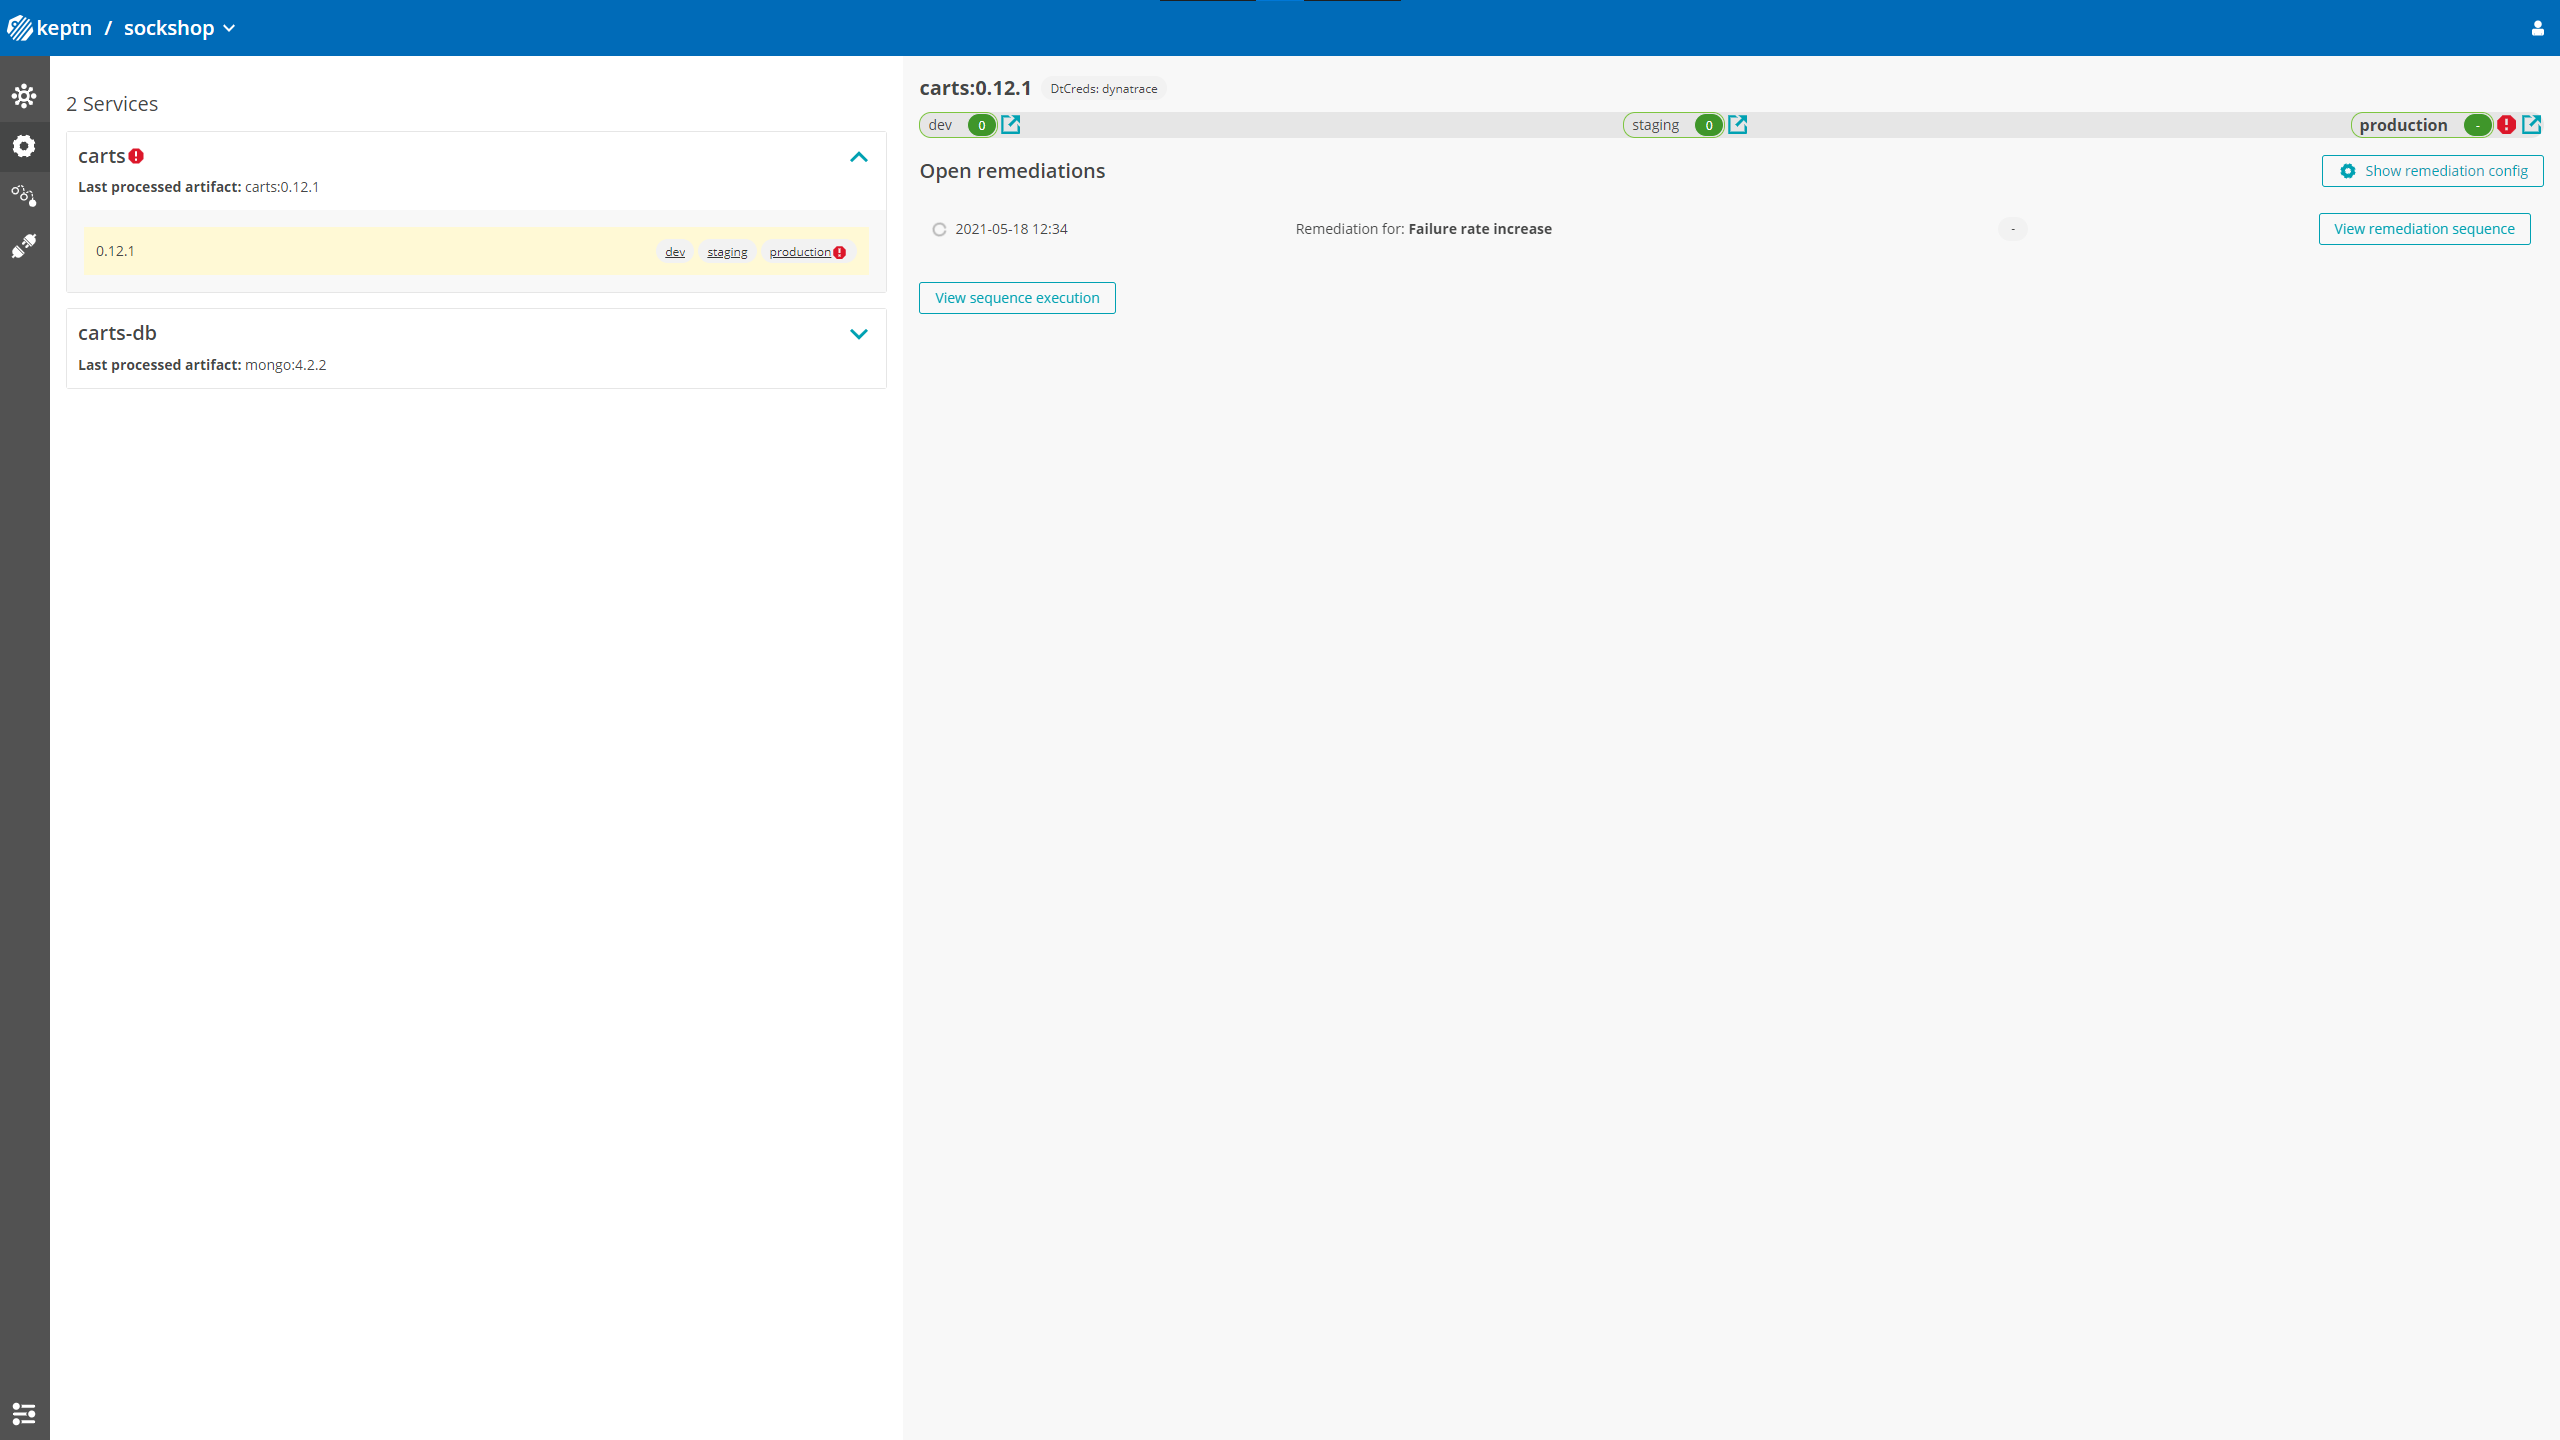 keptn / sockshop
2 Services
carts
Last processed artifact: carts:0.12.1
0.12.1 dev staging production
carts-db
Last processed artifact: mongo:4.2.2
carts:0.12.1 DtCreds: dynatrace
dev 0 staging 0 production -
Open remediations Show remediation config
2021-05-18 12:34 Remediation for: Failure rate increase - View remediation sequence
View sequence execution